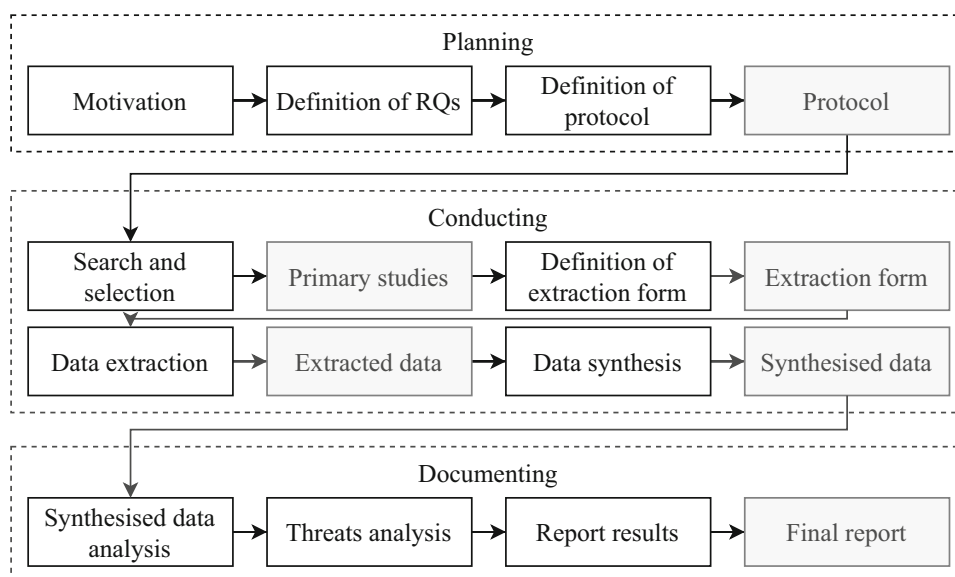 Planning
Motivation
Definition of RQs
Definition of
protocol
Protocol
Conducting
Search and
selection
Primary studies
Definition of
extraction form
Extraction form
Data extraction
Extracted data
Data synthesis
Synthesised data
Documenting
Synthesised data
analysis
Threats analysis
Report results
Final report